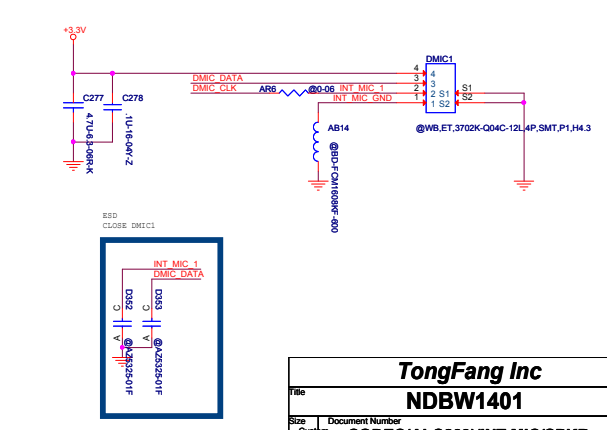 +3.3V
DMIC1
DMIC_DATA
DMIC_CLK
AR6
@0-06
INT_MIC_1
INT_MIC_GND
4
3
2
1
4
3
2 S1
1 S2
S1
S2
C277
C278
4.7U-6.3-06R-K
.1U-16-04Y-Z
AB14
@BD-FCM1608KF-600
@WB,ET,3702K-Q04C-12L,4P,SMT,P1,H4.3
ESD
CLOSE DMIC1
INT_MIC_1
DMIC_DATA
C
C
D352
D353
A
A
@AZ5325-01F
@AZ5325-01F
TongFang Inc
Title
NDBW1401
Size
Document Number